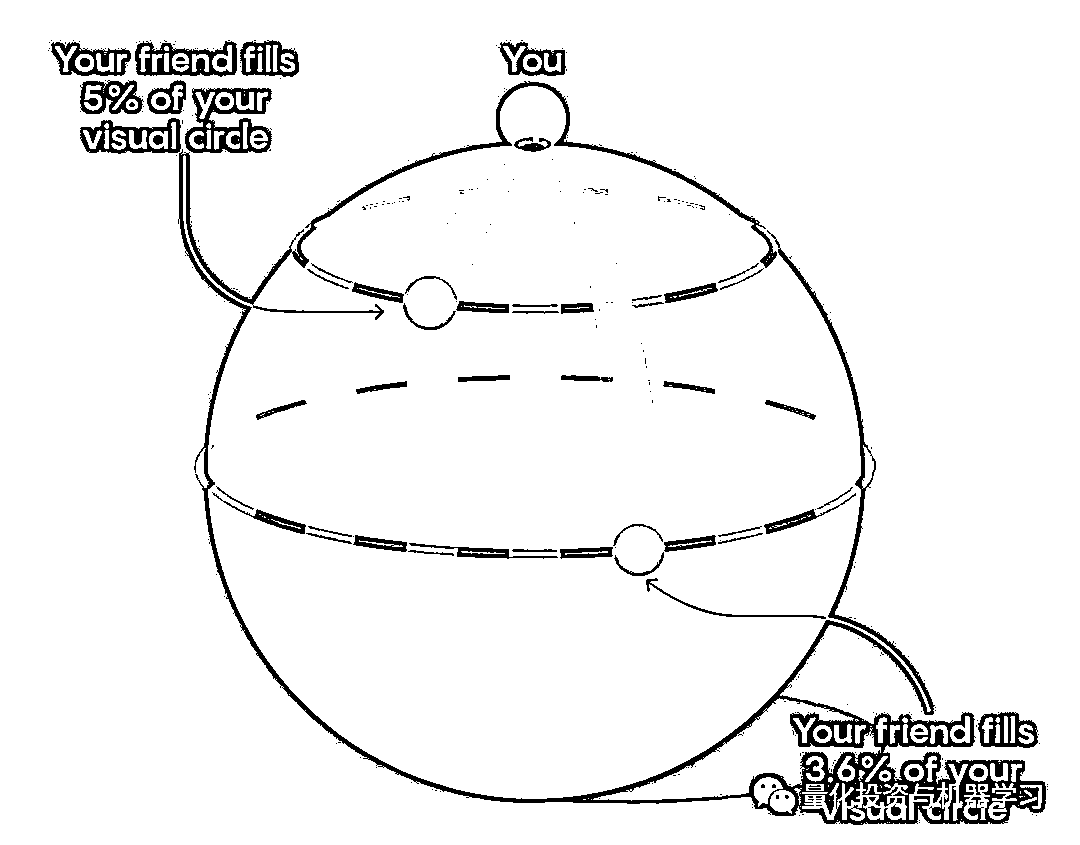 Your friend fills
5% of your
visual circle
You
Your friend fills
3.6% of your
visual circle
量化投资与机器学习